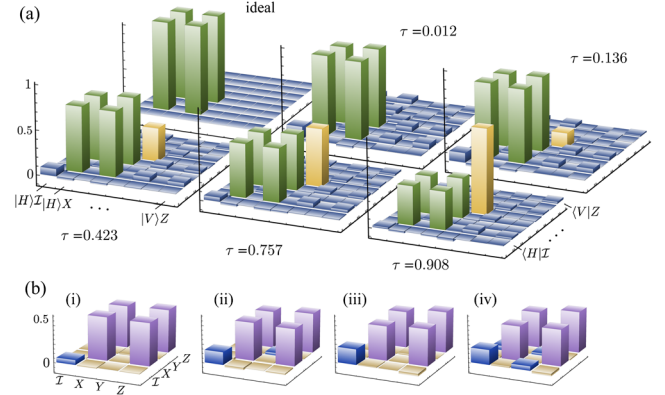 (a)
ideal
τ=0.012
τ=0.136
1
0.5
0
|H⟩I |H⟩X ... |V⟩Z
τ=0.423
τ=0.757
τ=0.908
⟨V|Z
...
⟨H|I
(b)
(i) (ii) (iii) (iv)
0.5
0
I X Y Z
I X Y Z